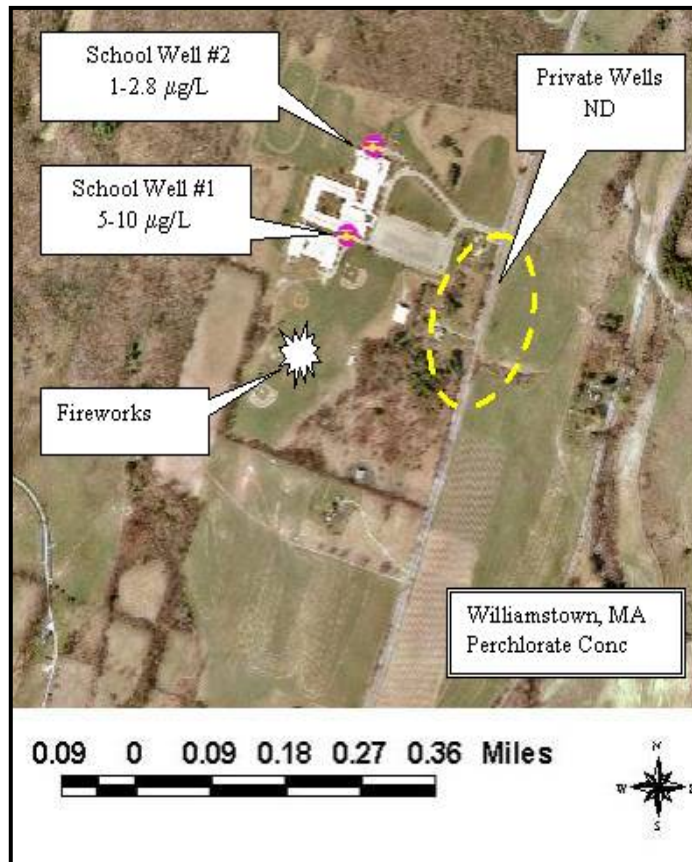 School Well #2
1-2.8 µg/L
Private Wells
ND
School Well #1
5-10 µg/L
Fireworks
Williamstown, MA
Perchlorate Conc
0.09 0 0.09 0.18 0.27 0.36 Miles
N
W
S